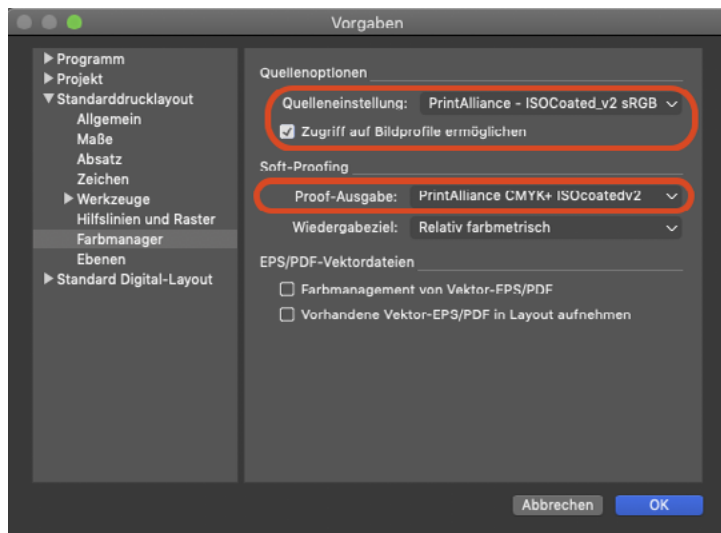 Vorgaben
Programm
Projekt
Standarddrucklayout
Allgemein
Maße
Absatz
Zeichen
Werkzeuge
Hilfslinien und Raster
Farbmanager
Ebenen
Standard Digital-Layout
Quellenoptionen
Quelleneinstellung: PrintAlliance - ISOCoated_v2 sRGB
Zugriff auf Bildprofile ermöglichen
Soft-Proofing
Proof-Ausgabe: PrintAlliance CMYK+ ISOcoatedv2
Wiedergabeziel: Relativ farbmetrisch
EPS/PDF-Vektordateien
Farbmanagement von Vektor-EPS/PDF
Vorhandene Vektor-EPS/PDF in Layout aufnehmen
Abbrechen OK